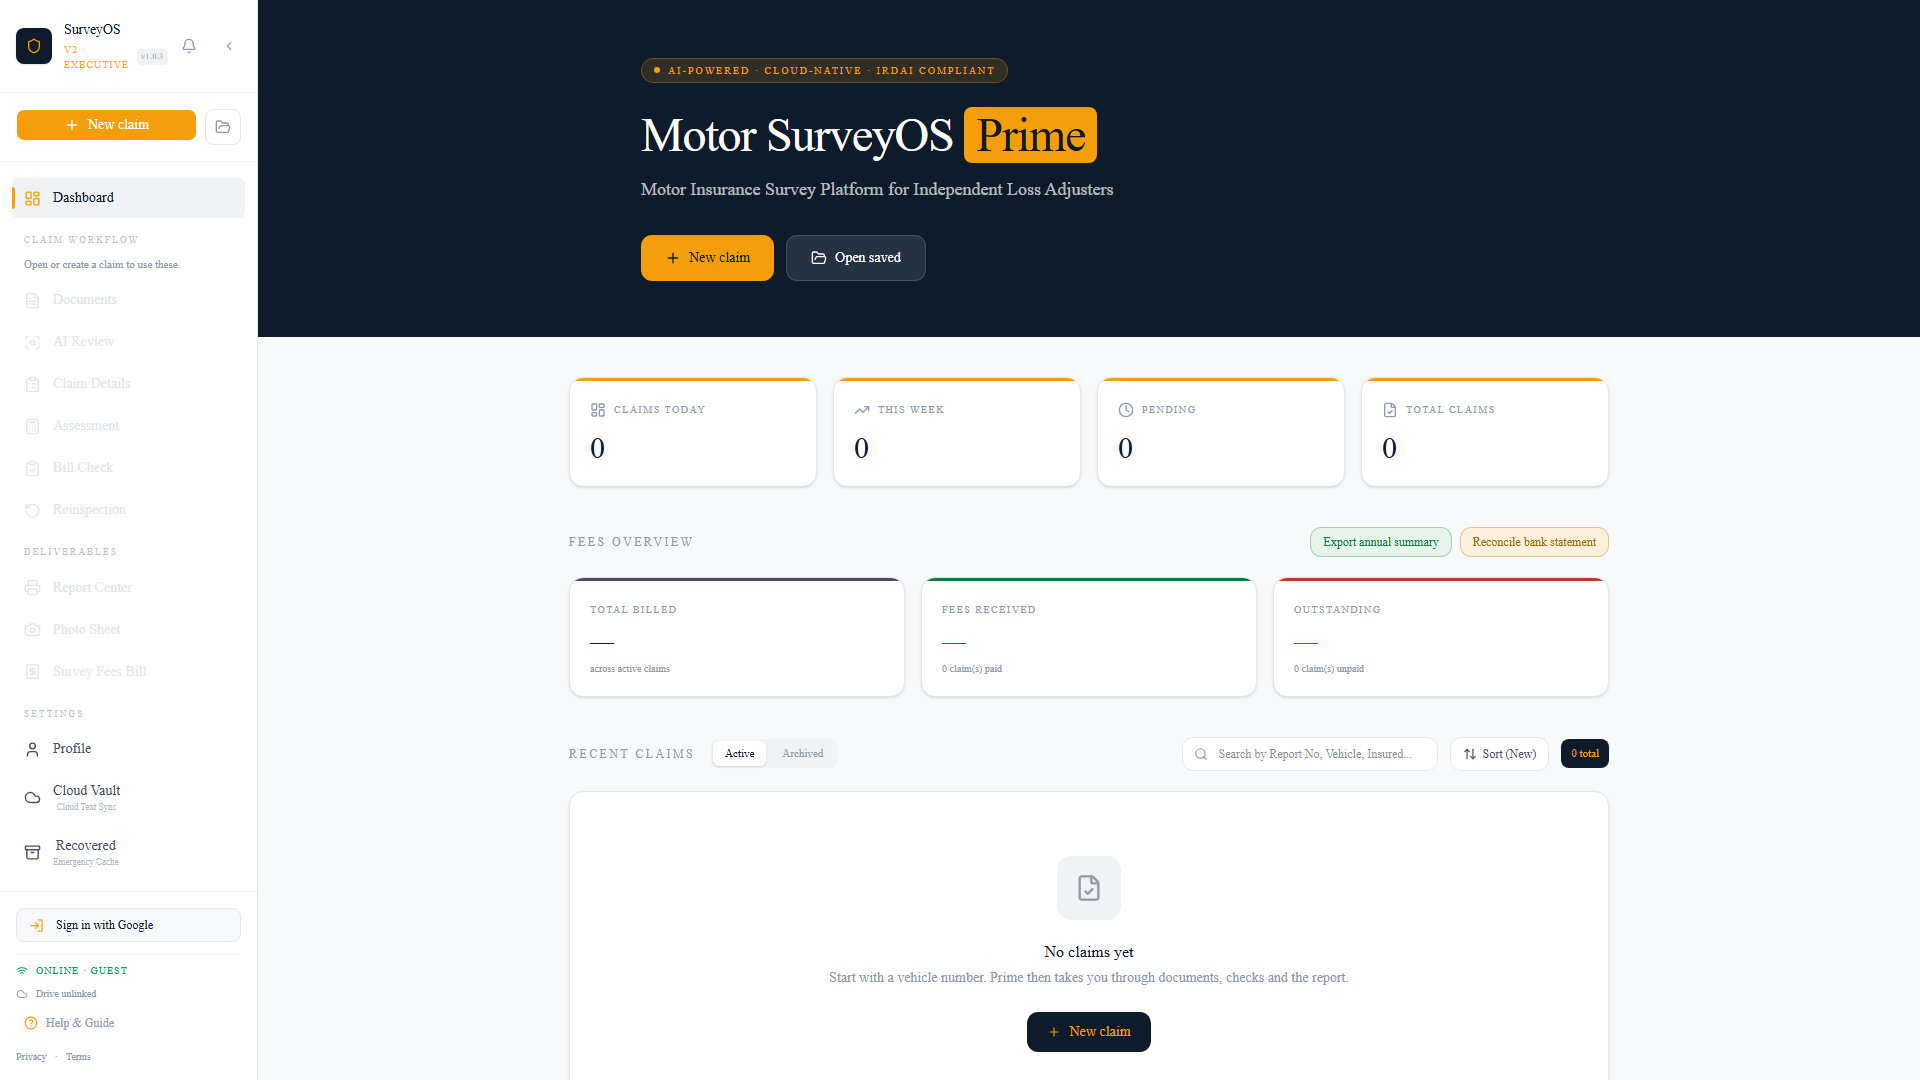 SurveyOS
V2 ·
EXECUTIVE
v1.0.3
New claim
Dashboard
CLAIM WORKFLOW
Open or create a claim to use these
Documents
AI Review
Claim Details
Assessment
Bill Check
Reinspection
DELIVERABLES
Report Center
Photo Sheet
Survey Fees Bill
SETTINGS
Profile
Cloud Vault
Cloud Text Sync
Recovered
Emergency Cache
Sign in with Google
ONLINE · GUEST
Drive unlinked
Help & Guide
Privacy · Terms
AI-POWERED · CLOUD-NATIVE · IRDAI COMPLIANT
Motor SurveyOS Prime
Motor Insurance Survey Platform for Independent Loss Adjusters
New claim
Open saved
CLAIMS TODAY
0
THIS WEEK
0
PENDING
0
TOTAL CLAIMS
0
FEES OVERVIEW
Export annual summary
Reconcile bank statement
TOTAL BILLED
—
across active claims
FEES RECEIVED
—
0 claim(s) paid
OUTSTANDING
—
0 claim(s) unpaid
RECENT CLAIMS
Active
Archived
Search by Report No, Vehicle, Insured...
Sort (New)
0 total
No claims yet
Start with a vehicle number. Prime then takes you through documents, checks and the report.
New claim